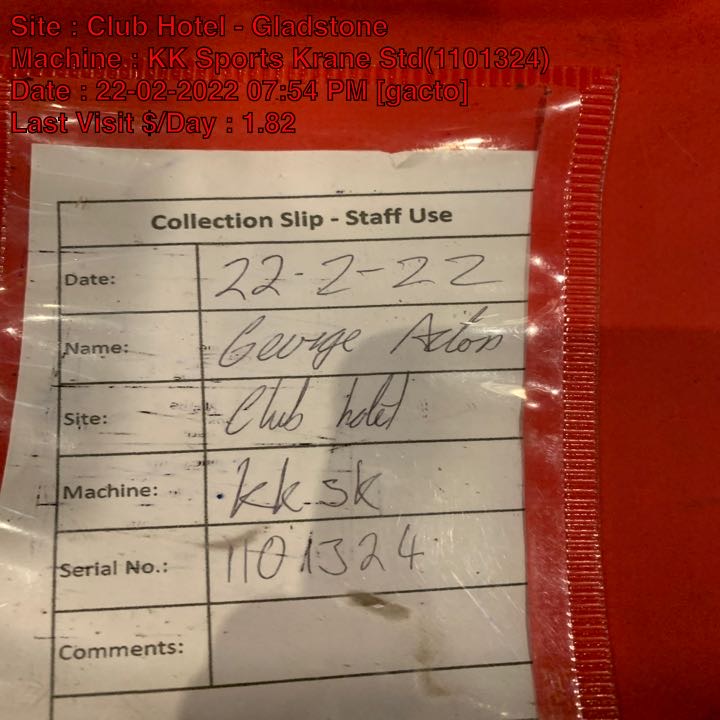 Site : Club Hotel - Gladstone
Machine : KK Sports Krane Std(1101324)
Date : 22-02-2022 07:54 PM [gacto]
Last Visit $/Day : 1.82
Collection Slip - Staff Use
Date: 22-2-22
Name: George Acton
Site: Club hotel
Machine: kk sk
Serial No.: 1101324
Comments: